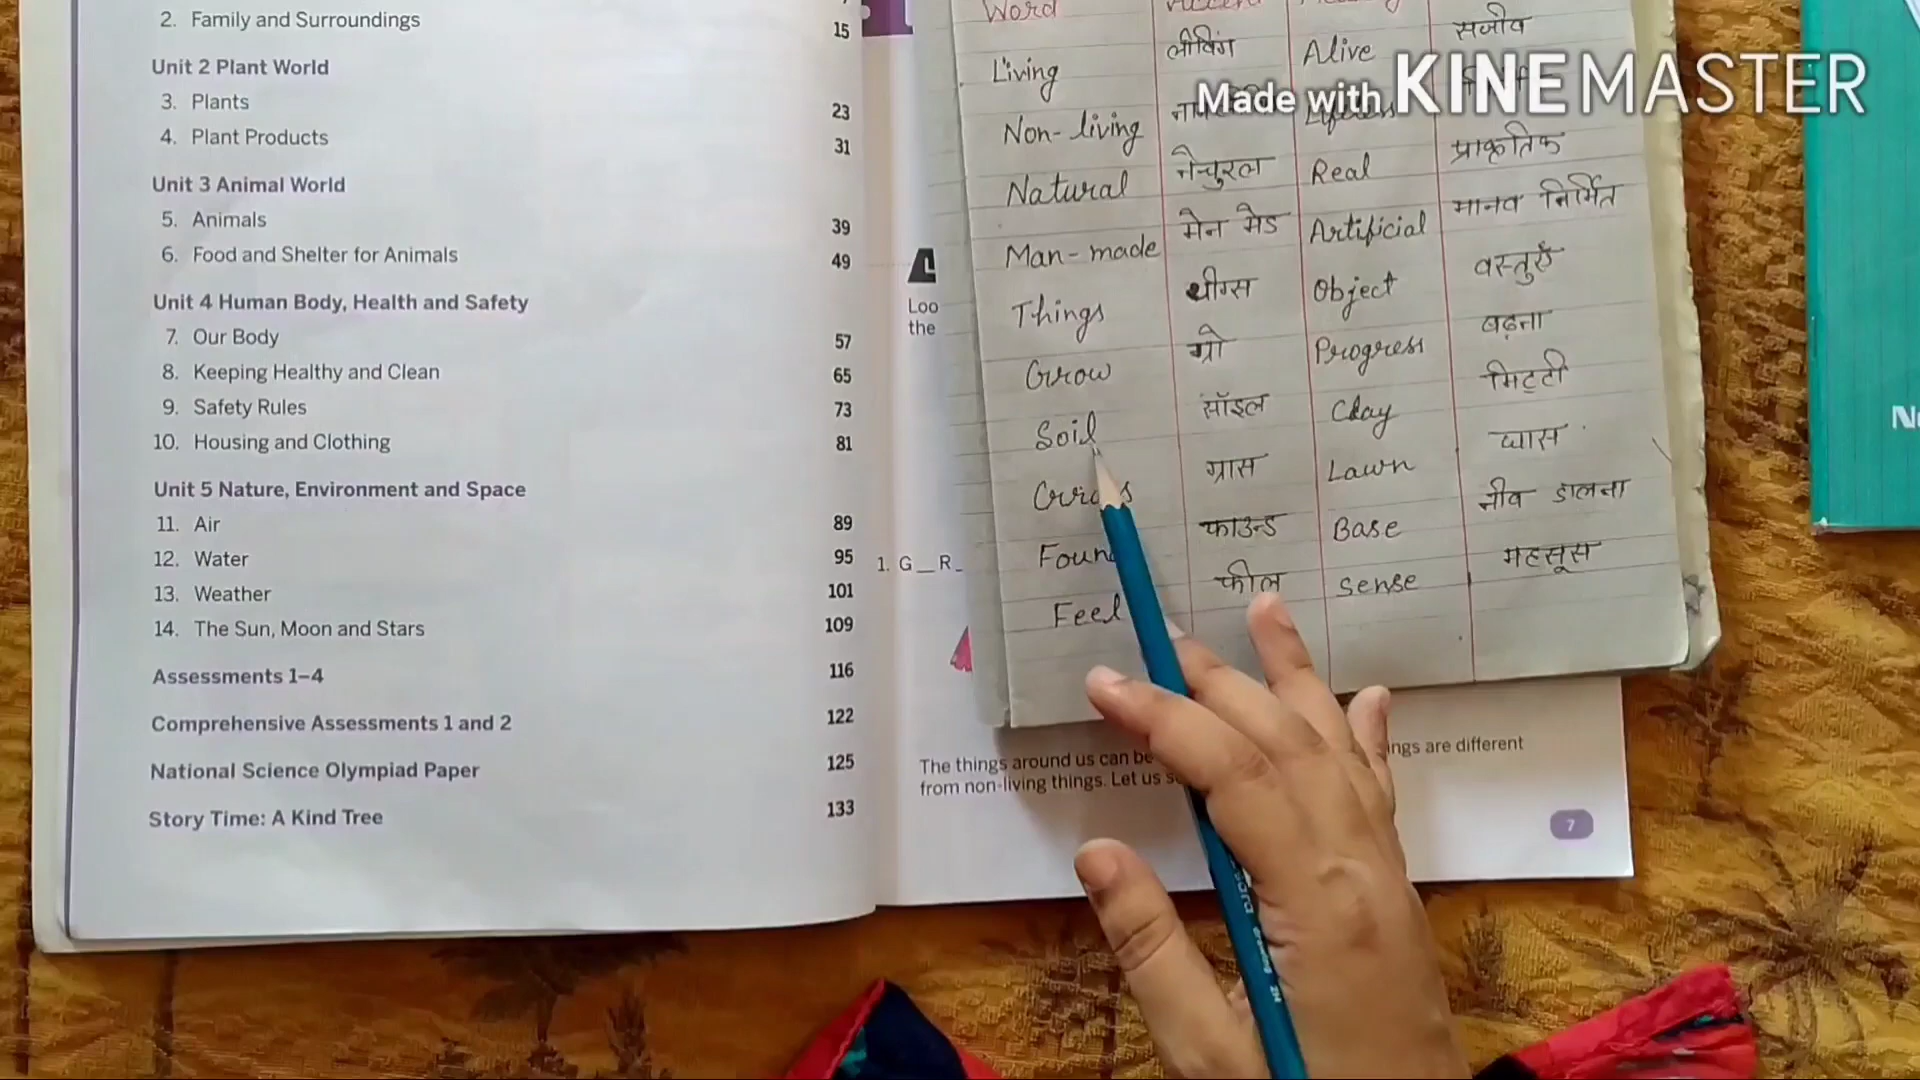 2. Family and Surroundings 15
Unit 2 Plant World
3. Plants 23
4. Plant Products 31
Unit 3 Animal World
5. Animals 39
6. Food and Shelter for Animals 49
Unit 4 Human Body, Health and Safety
7. Our Body 57
8. Keeping Healthy and Clean 65
9. Safety Rules 73
10. Housing and Clothing 81
Unit 5 Nature, Environment and Space
11. Air 89
12. Water 95
13. Weather 101
14. The Sun, Moon and Stars 109
Assessments 1–4 116
Comprehensive Assessments 1 and 2 122
National Science Olympiad Paper 125
Story Time: A Kind Tree 133
Loo
the
1. G__R_
Word
Living लीविंग Alive सजीव
Non-living
Natural नेचुरल Real प्राकृतिक
Man-made मेन मेड Artificial मानव निर्मित
Things थींग्स Object वस्तुएँ
Grow ग्रो Progress बढ़ना
Soil सॉइल Clay मिट्टी
ग्रास Lawn घास
फाउन्ड Base नीव डालना
Feel फील Sense महसूस
The things around us can be ings are different
from non-living things. Let us s
7
Made with KINEMASTER